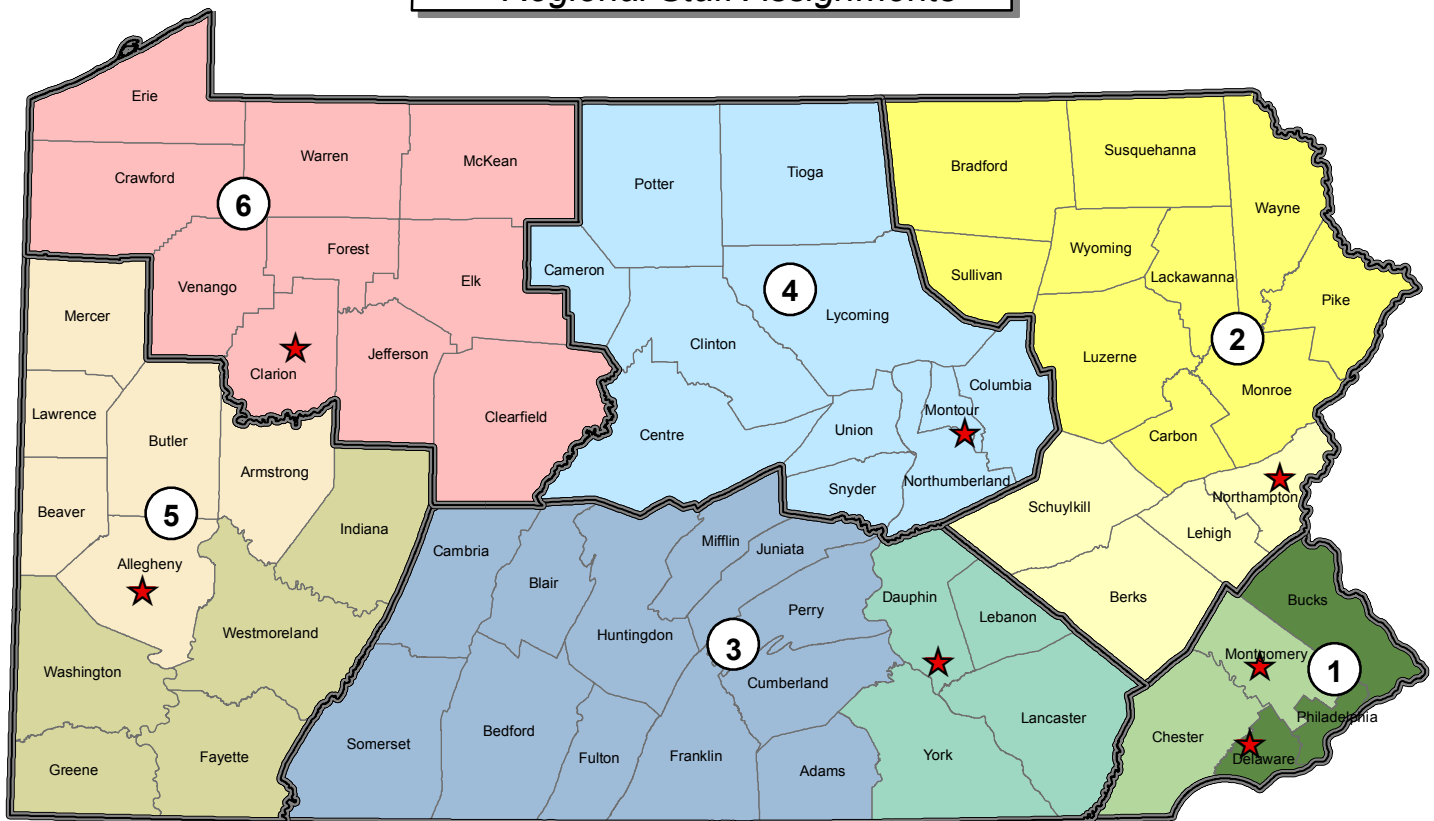 Regional Staff Assignments
Erie
Warren
McKean
Crawford
6
Forest
Venango
Elk
Jefferson
Clarion
Clearfield
Potter
Tioga
Cameron
4
Lycoming
Clinton
Columbia
Montour
Centre
Union
Snyder
Northumberland
Bradford
Susquehanna
Wayne
Wyoming
Sullivan
Lackawanna
Pike
2
Luzerne
Monroe
Carbon
Northampton
Schuylkill
Lehigh
Berks
Mercer
Lawrence
Butler
Armstrong
Beaver
5
Indiana
Allegheny
Westmoreland
Washington
Fayette
Greene
Cambria
Mifflin
Juniata
Blair
Perry
Huntingdon
3
Cumberland
Bedford
Somerset
Fulton
Franklin
Adams
Dauphin
Lebanon
Lancaster
York
Bucks
Montgomery
1
Philadelphia
Chester
Delaware